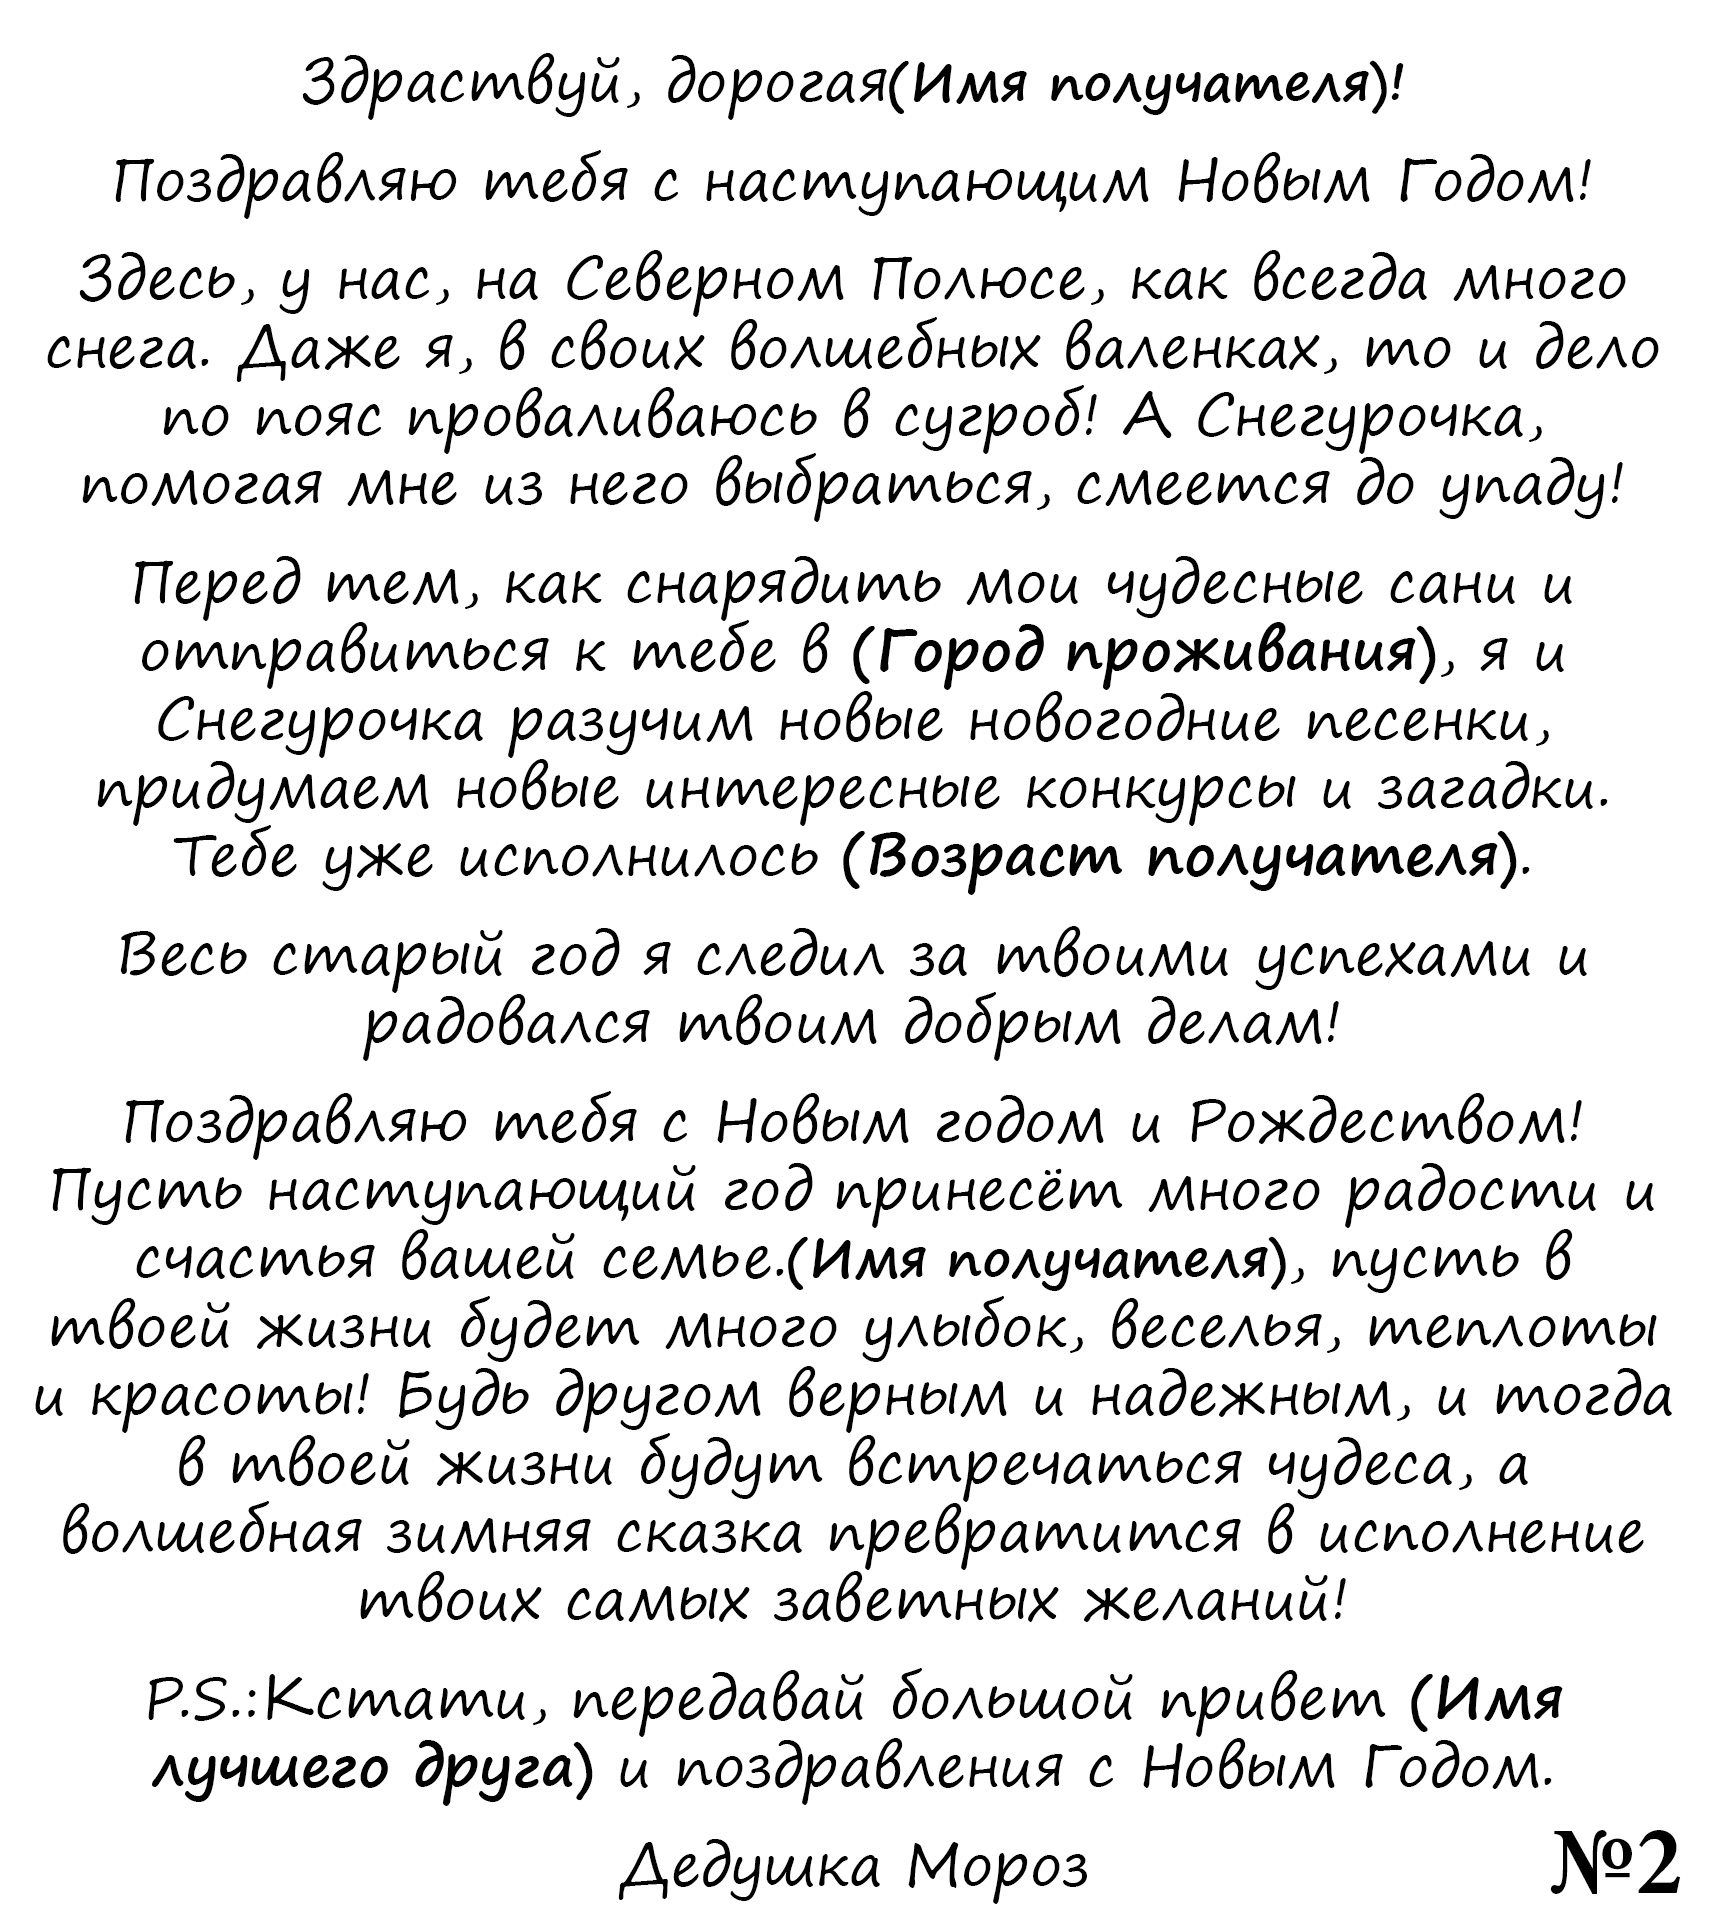 Здраствуй, дорогая(Имя получателя)!
Поздравляю тебя с наступающим Новым Годом!
Здесь, у нас, на Северном Полюсе, как всегда много
снега. Даже я, в своих волшебных валенках, то и дело
по пояс проваливаюсь в сугроб! А Снегурочка,
помогая мне из него выбраться, смеется до упаду!
Перед тем, как снарядить мои чудесные сани и
отправиться к тебе в (Город проживания), я и
Снегурочка разучим новые новогодние песенки,
придумаем новые интересные конкурсы и загадки.
Тебе уже исполнилось (Возраст получателя).
Весь старый год я следил за твоими успехами и
радовался твоим добрым делам!
Поздравляю тебя с Новым годом и Рождеством!
Пусть наступающий год принесёт много радости и
счастья вашей семье.(Имя получателя), пусть в
твоей жизни будет много улыбок, веселья, теплоты
и красоты! Будь другом верным и надежным, и тогда
в твоей жизни будут встречаться чудеса, а
волшебная зимняя сказка превратится в исполнение
твоих самых заветных желаний!
P.S.:Кстати, передавай большой привет (Имя
лучшего друга) и поздравления с Новым Годом.
Дедушка Мороз
№2